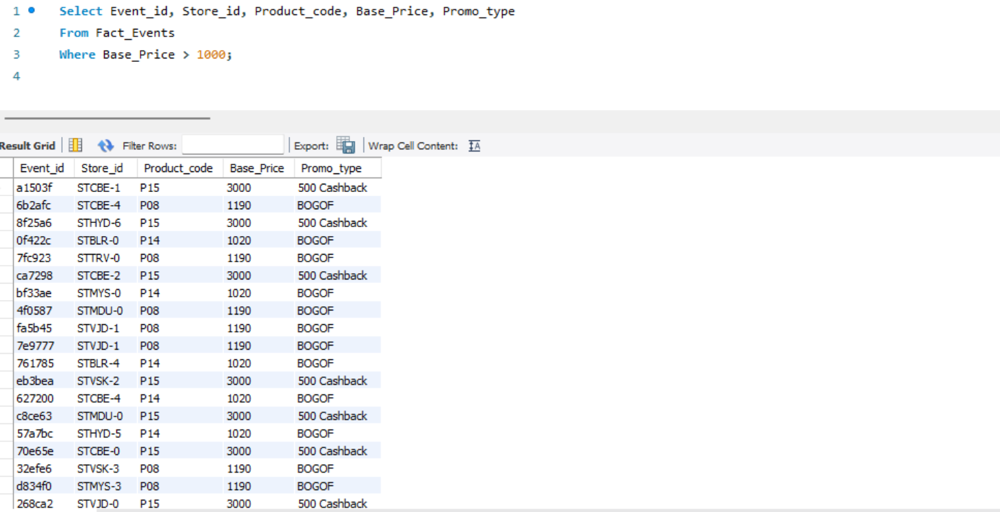 1 Select Event_id, Store_id, Product_code, Base_Price, Promo_type
2 From Fact_Events
3 Where Base_Price > 1000;
4
Result Grid Filter Rows: Export: Wrap Cell Content: IA
Event_id Store_id Product_code Base_Price Promo_type
a1503f STCBE-1 P15 3000 500 Cashback
6b2afc STCBE-4 P08 1190 BOGOF
8f25a6 STHYD-6 P15 3000 500 Cashback
0f422c STBLR-0 P14 1020 BOGOF
7fc923 STTRV-0 P08 1190 BOGOF
ca7298 STCBE-2 P15 3000 500 Cashback
bf33ae STMYS-0 P14 1020 BOGOF
4f0587 STMDU-0 P08 1190 BOGOF
fa5b45 STVJD-1 P08 1190 BOGOF
7e9777 STVJD-1 P08 1190 BOGOF
761785 STBLR-4 P14 1020 BOGOF
eb3bea STVSK-2 P15 3000 500 Cashback
627200 STCBE-4 P14 1020 BOGOF
c8ce63 STMDU-0 P15 3000 500 Cashback
57a7bc STHYD-5 P14 1020 BOGOF
70e65e STCBE-0 P15 3000 500 Cashback
32efe6 STVSK-3 P08 1190 BOGOF
d834f0 STMYS-3 P08 1190 BOGOF
268ca2 STVJD-0 P15 3000 500 Cashback